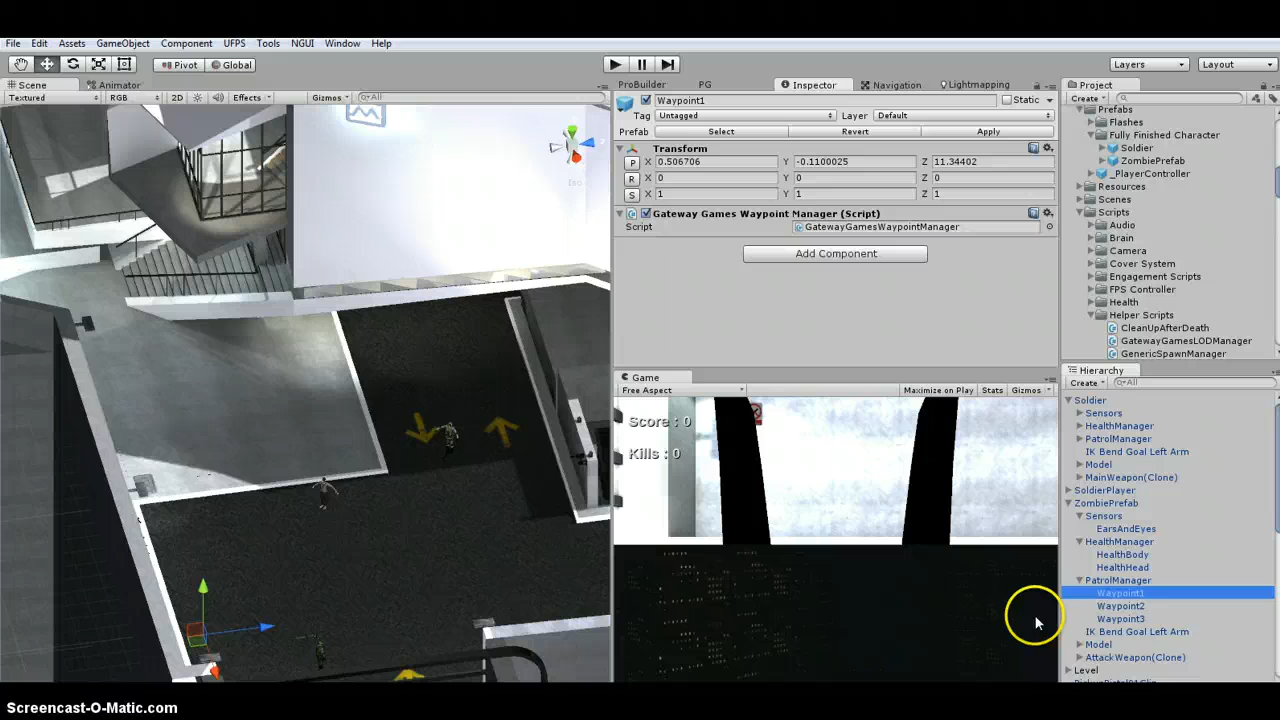 File Edit Assets GameObject Component UFPS Tools NGUI Window Help
Pivot Global Layers Layout
Scene Animator
Textured RGB 2D Effects Gizmos All
ProBuilder PG Inspector Navigation Lightmapping
Waypoint1 Static
Tag Untagged Layer Default
Prefab Select Revert Apply
Transform
P X 0.506706 Y -0.1100025 Z 11.34402
R X 0 Y 0 Z 0
S X 1 Y 1 Z 1
Gateway Games Waypoint Manager (Script)
Script GatewayGamesWaypointManager
Add Component
Game
Free Aspect Maximize on Play Stats Gizmos
Score : 0
Kills : 0
Project
Create
Prefabs
Flashes
Fully Finished Character
Soldier
ZombiePrefab
_PlayerController
Resources
Scenes
Scripts
Audio
Brain
Camera
Cover System
Engagement Scripts
FPS Controller
Health
Helper Scripts
CleanUpAfterDeath
GatewayGamesLODManager
GenericSpawnManager
Hierarchy
Create All
Soldier
Sensors
HealthManager
PatrolManager
IK Bend Goal Left Arm
Model
MainWeapon(Clone)
SoldierPlayer
ZombiePrefab
Sensors
EarsAndEyes
HealthManager
HealthBody
HealthHead
PatrolManager
Waypoint1
Waypoint2
Waypoint3
IK Bend Goal Left Arm
Model
AttackWeapon(Clone)
Level
Screencast-O-Matic.com